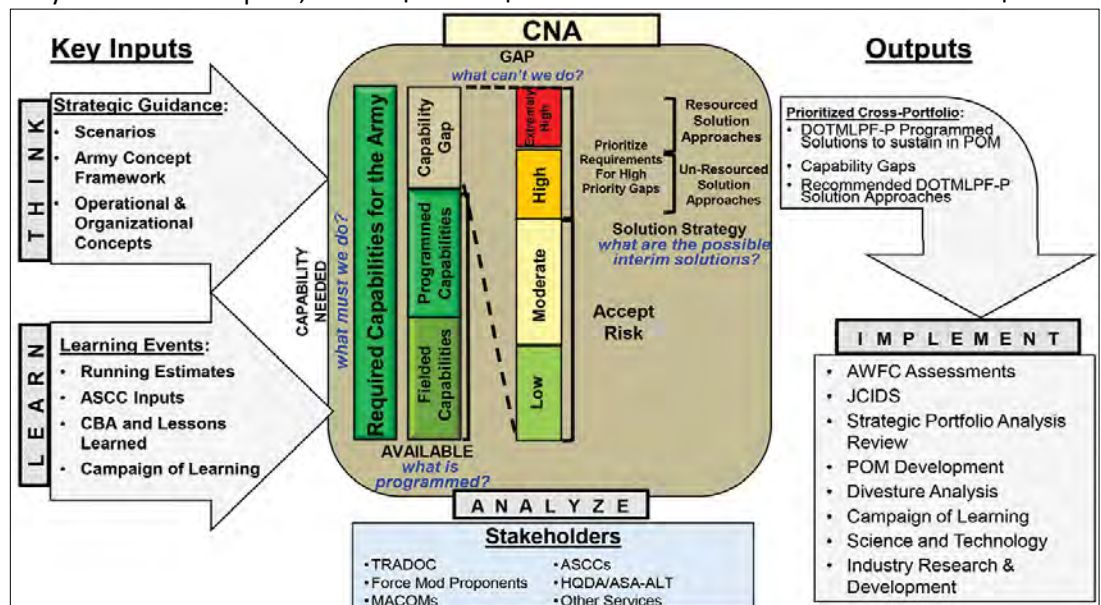 Key Inputs
THINK
Strategic Guidance:
• Scenarios
• Army Concept
Framework
• Operational &
Organizational
Concepts
LEARN
Learning Events:
• Running Estimates
• ASCC Inputs
• CBA and Lessons
Learned
• Campaign of Learning
CNA
GAP
what can't we do?
CAPABILITY
NEEDED
what must we do?
Required Capabilities for the Army
Capability
Gap
Programmed
Capabilities
Fielded
Capabilities
AVAILABLE
what is
programmed?
Extremely
High
High
Moderate
Low
Prioritize
Requirements
For High
Priority Gaps
Resourced
Solution
Approaches
Un-Resourced
Solution
Approaches
Solution Strategy
what are the possible
interim solutions?
Accept
Risk
ANALYZE
Stakeholders
•TRADOC
•Force Mod Proponents
•MACOMs
•ASCCs
•HQDA/ASA-ALT
•Other Services
Outputs
Prioritized Cross-Portfolio:
• DOTMLPF-P Programmed
Solutions to sustain in POM
• Capability Gaps
• Recommended DOTMLPF-P
Solution Approaches
IMPLEMENT
• AWFC Assessments
• JCIDS
• Strategic Portfolio Analysis
Review
• POM Development
• Divesture Analysis
• Campaign of Learning
• Science and Technology
• Industry Research &
Development